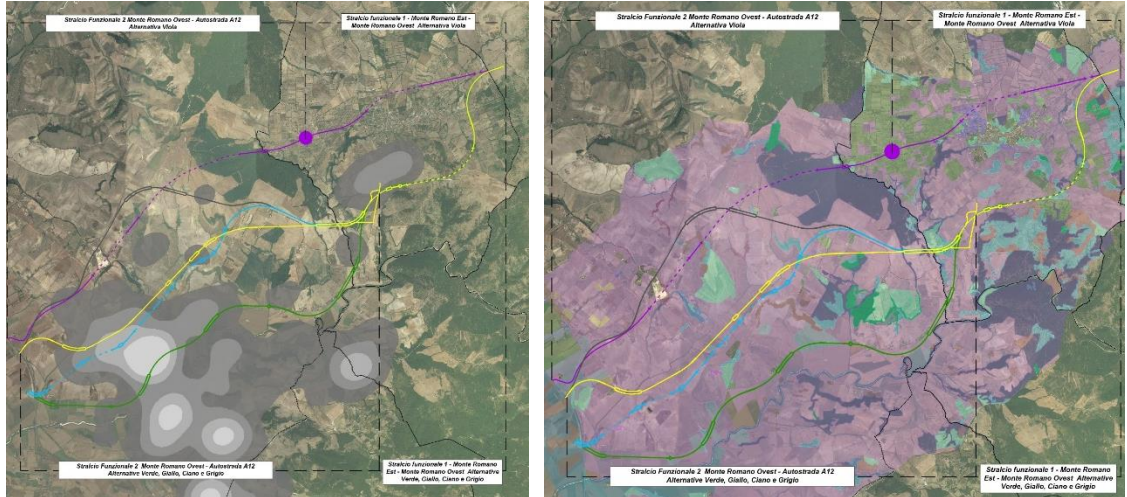 Stralcio Funzionale 2 Monte Romano Ovest - Autostrada A12
Alternativa Viola
Stralcio funzionale 1 - Monte Romano Est -
Monte Romano Ovest Alternativa Viola
Stralcio Funzionale 2 Monte Romano Ovest - Autostrada A12
Alternative Verde, Giallo, Ciano e Grigio
Stralcio funzionale 1 - Monte Romano
Est - Monte Romano Ovest Alternative
Verde, Giallo, Ciano e Grigio
Stralcio Funzionale 2 Monte Romano Ovest - Autostrada A12
Alternativa Viola
Stralcio funzionale 1 - Monte Romano Est -
Monte Romano Ovest Alternativa Viola
Stralcio Funzionale 2 Monte Romano Ovest - Autostrada A12
Alternative Verde, Giallo, Ciano e Grigio
Stralcio funzionale 1 - Monte Romano
Est - Monte Romano Ovest Alternative
Verde, Giallo, Ciano e Grigio